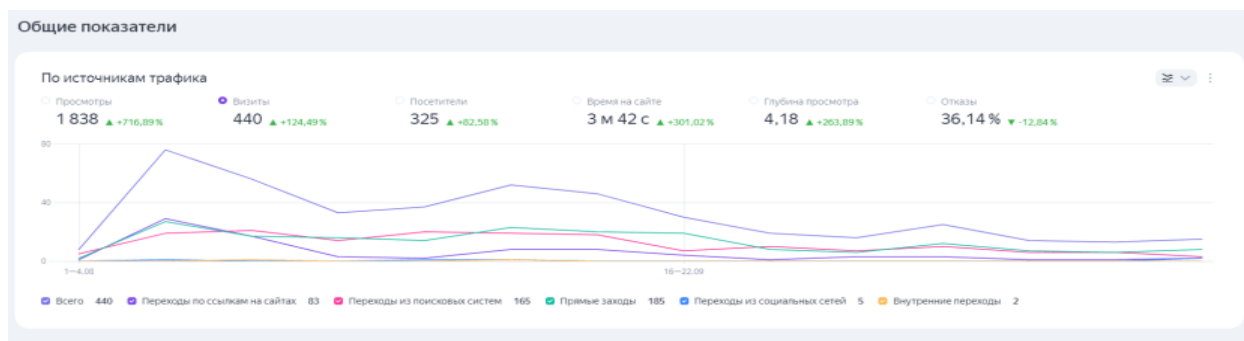 Общие показатели
По источникам трафика
Просмотры Визиты Посетители Время на сайте Глубина просмотра Отказы
1 838 ▲ +716,89 % 440 ▲ +124,49 % 325 ▲ +82,58 % 3 м 42 с ▲ +301,02 % 4,18 ▲ +263,89 % 36,14 % ▼ -12,84 %
80
40
0
1—4.08 16—22.09
Всего 440 Переходы по ссылкам на сайтах 83 Переходы из поисковых систем 165 Прямые заходы 185 Переходы из социальных сетей 5 Внутренние переходы 2